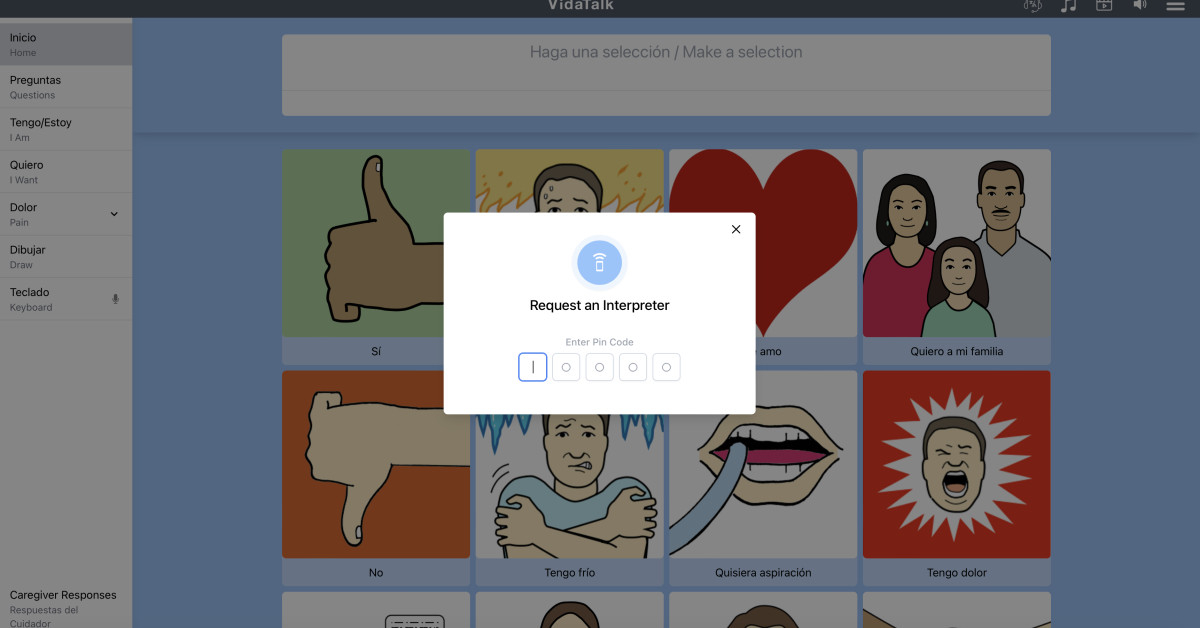 VidaTalk
Inicio
Home
Preguntas
Questions
Tengo/Estoy
I Am
Quiero
I Want
Dolor
Pain
Dibujar
Draw
Teclado
Keyboard
Caregiver Responses
Respuestas del
Cuidador
Haga una selección / Make a selection
Request an Interpreter
Enter Pin Code
Sí
amo
Quiero a mi familia
No
Tengo frío
Quisiera aspiración
Tengo dolor